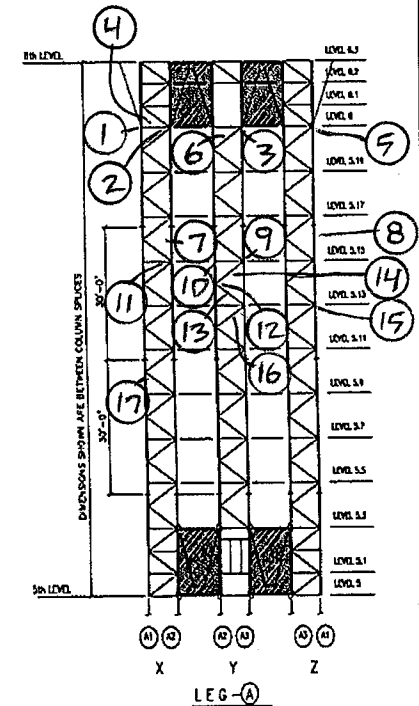 4
11th LEVEL
LEVEL 6.3
LEVEL 6.2
LEVEL 6.1
LEVEL 6
1
2
6
3
5
LEVEL 5.19
LEVEL 5.17
7
9
8
LEVEL 5.15
10
14
11
LEVEL 5.13
13
12
15
LEVEL 5.11
16
17
LEVEL 5.9
LEVEL 5.7
LEVEL 5.5
LEVEL 5.3
LEVEL 5.1
LEVEL 5
5th LEVEL
30'-0"
30'-0"
DIMENSIONS SHOWN ARE BETWEEN COLUMN SPLICES
A1 A2 A2 A3 A3 A1
X Y Z
LEG-A